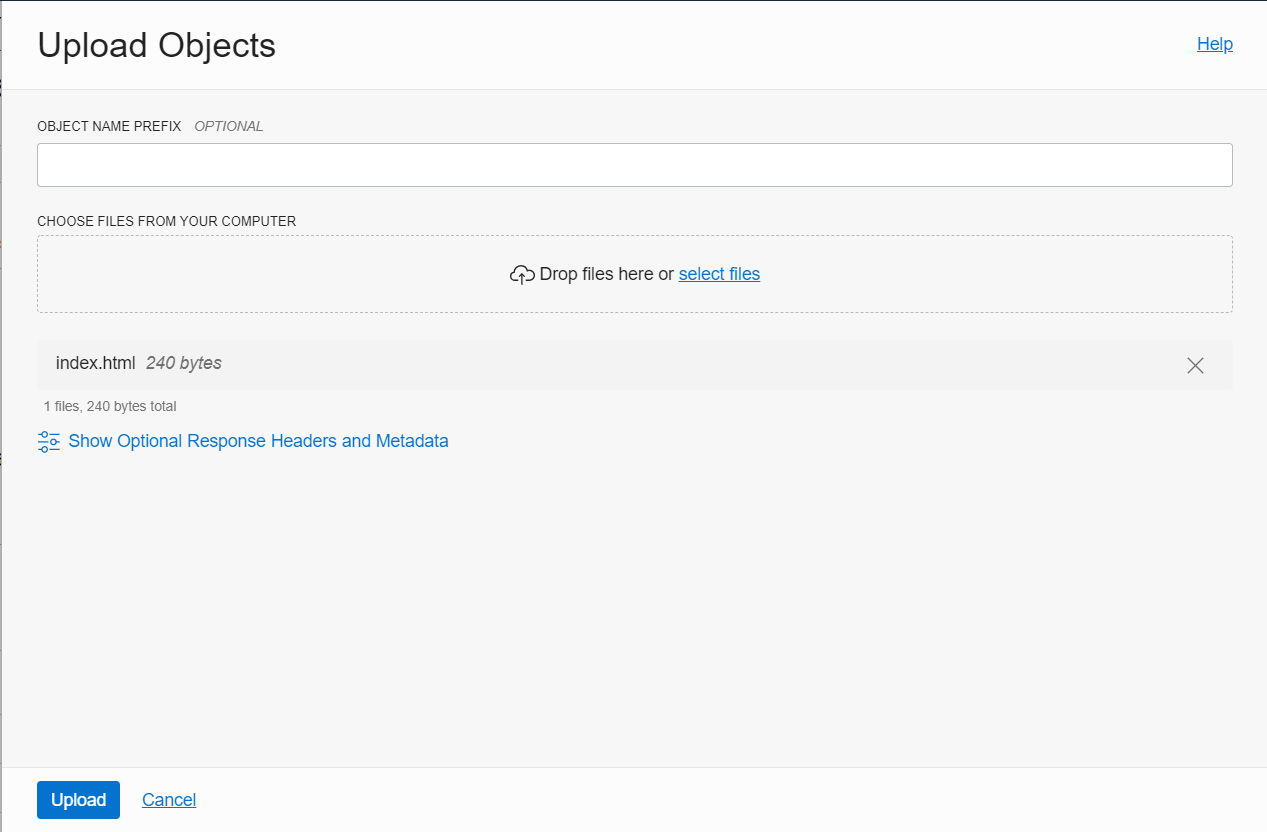 Upload Objects
Help
OBJECT NAME PREFIX OPTIONAL
CHOOSE FILES FROM YOUR COMPUTER
Drop files here or select files
index.html 240 bytes
1 files, 240 bytes total
Show Optional Response Headers and Metadata
Upload Cancel